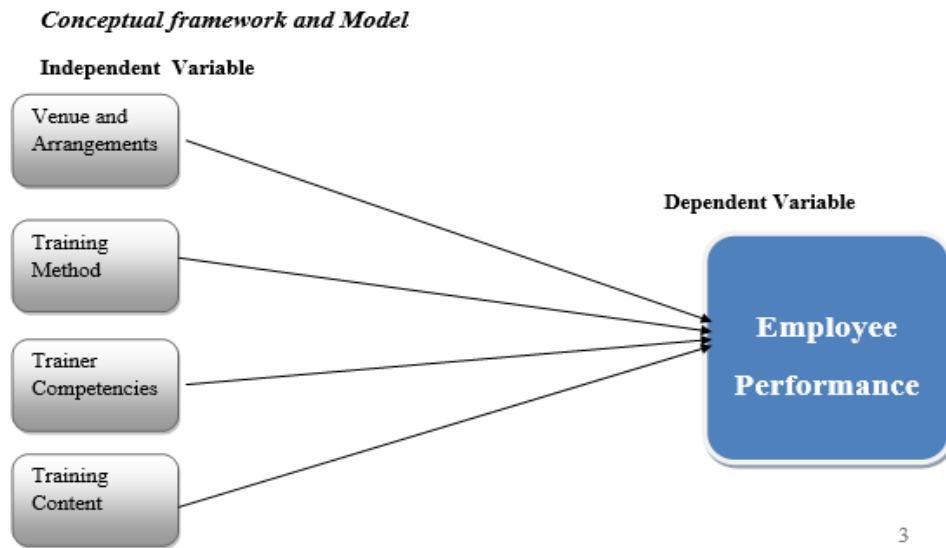 Conceptual framework and Model
Independent Variable
Venue and
Arrangements
Training
Method
Trainer
Competencies
Training
Content
Dependent Variable
Employee
Performance
3